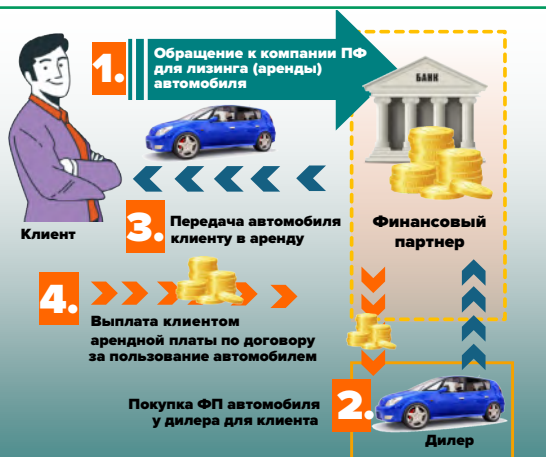 1.
Обращение к компании ПФ
для лизинга (аренды)
автомобиля
БАНК
Клиент
3.
Передача автомобиля
клиенту в аренду
Финансовый
партнер
4.
Выплата клиентом
арендной платы по договору
за пользование автомобилем
Покупка ФП автомобиля
у дилера для клиента
2.
Дилер